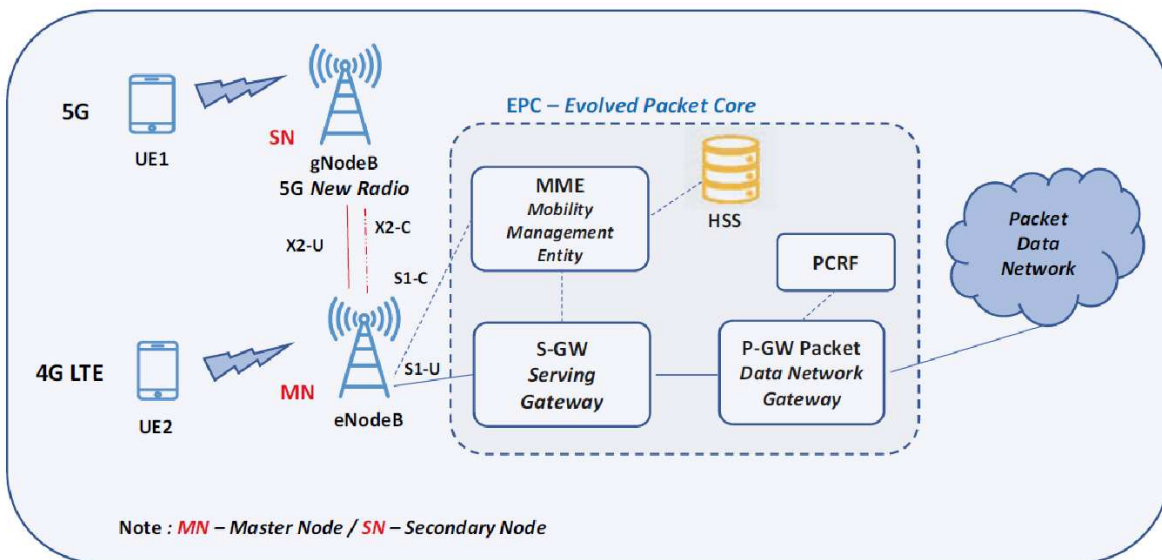 EPC – Evolved Packet Core
5G
UE1
SN
gNodeB
5G New Radio
X2-U
X2-C
MME
Mobility
Management
Entity
HSS
PCRF
Packet
Data
Network
S1-C
4G LTE
UE2
MN
eNodeB
S1-U
S-GW
Serving
Gateway
P-GW Packet
Data Network
Gateway
Note : MN – Master Node / SN – Secondary Node